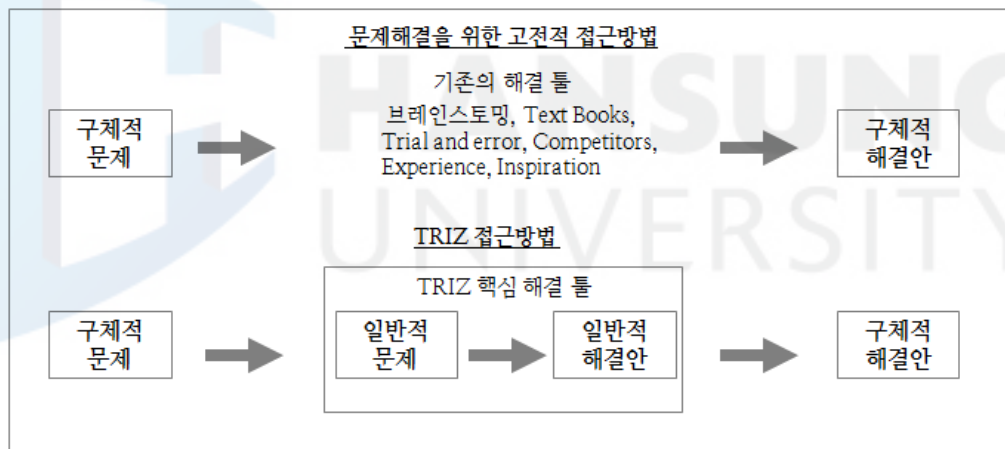 문제해결을 위한 고전적 접근방법
기존의 해결 툴
브레인스토밍, Text Books,
Trial and error, Competitors,
Experience, Inspiration
구체적
문제
구체적
해결안
TRIZ 접근방법
TRIZ 핵심 해결 툴
구체적
문제
일반적
문제
일반적
해결안
구체적
해결안
HANSUNG
UNIVERSITY